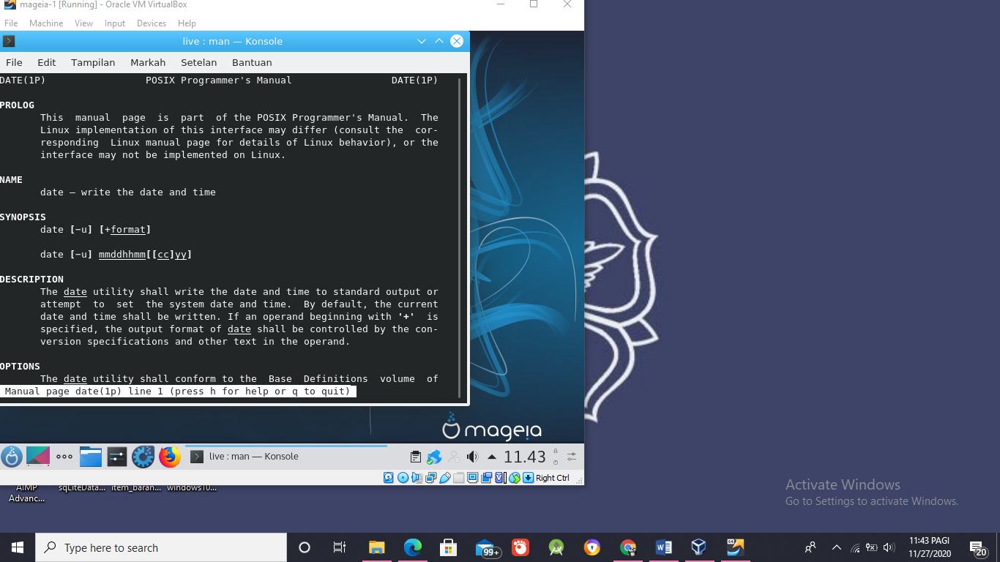 mageia-1 [Running] - Oracle VM VirtualBox
File Machine View Input Devices Help
live : man — Konsole
File Edit Tampilan Markah Setelan Bantuan
DATE(1P) POSIX Programmer's Manual DATE(1P)
PROLOG
This manual page is part of the POSIX Programmer's Manual. The
Linux implementation of this interface may differ (consult the cor-
responding Linux manual page for details of Linux behavior), or the
interface may not be implemented on Linux.
NAME
date — write the date and time
SYNOPSIS
date [−u] [+format]
date [−u] mmddhhmm[[cc]yy]
DESCRIPTION
The date utility shall write the date and time to standard output or
attempt to set the system date and time. By default, the current
date and time shall be written. If an operand beginning with '+' is
specified, the output format of date shall be controlled by the con-
version specifications and other text in the operand.
OPTIONS
The date utility shall conform to the Base Definitions volume of
Manual page date(1p) line 1 (press h for help or q to quit)
mageia
live : man — Konsole
11.43
Right Ctrl
AIMP
Advanc...
sqLiteData...
item_baran...
windows10...
Activate Windows
Go to Settings to activate Windows.
Type here to search
99+
64
11:43 PAGI
11/27/2020
20